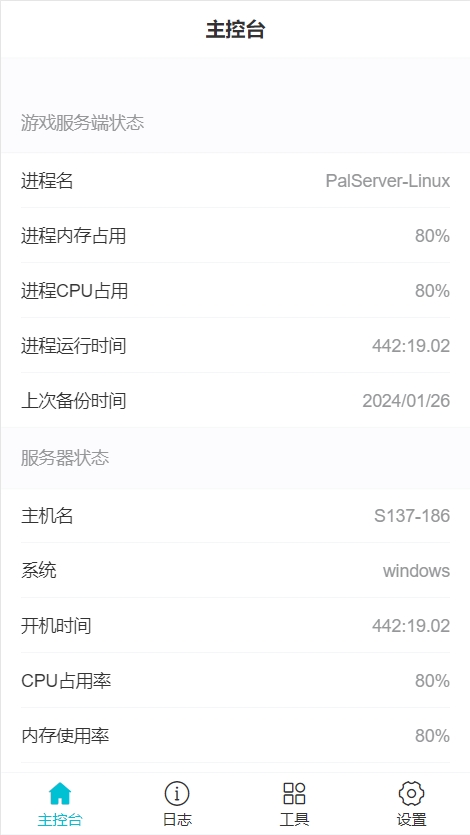 主控台
游戏服务端状态
进程名 PalServer-Linux
进程内存占用 80%
进程CPU占用 80%
进程运行时间 442:19.02
上次备份时间 2024/01/26
服务器状态
主机名 S137-186
系统 windows
开机时间 442:19.02
CPU占用率 80%
内存使用率 80%
主控台 日志 工具 设置